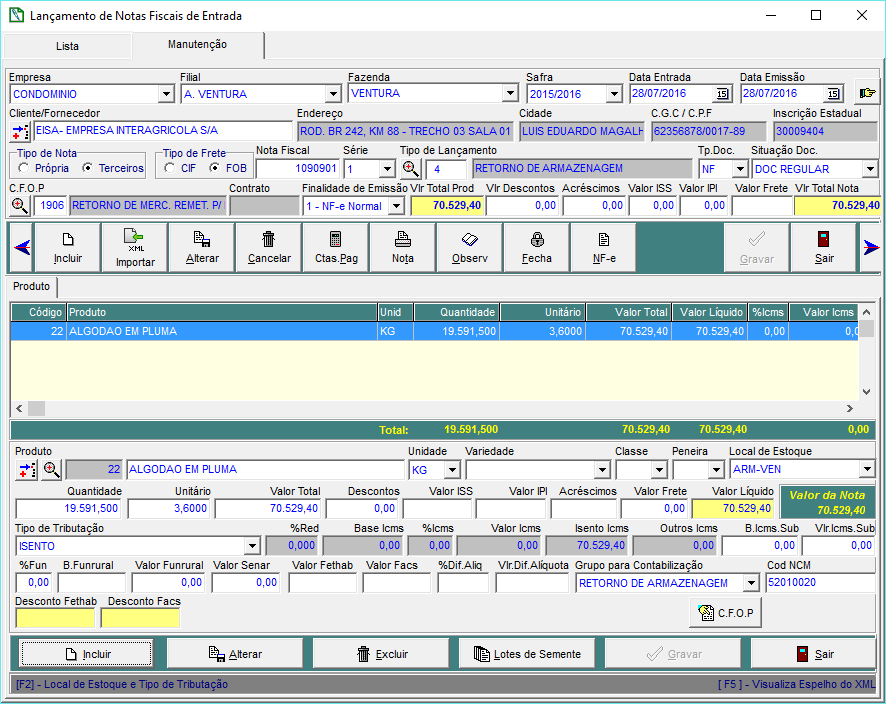 Lançamento de Notas Fiscais de Entrada
Lista Manutenção
Empresa Filial Fazenda Safra Data Entrada Data Emissão
CONDOMINIO A. VENTURA VENTURA 2015/2016 28/07/2016 15 28/07/2016 15
Cliente/Fornecedor Endereço Cidade C.G.C / C.P.F Inscrição Estadual
EISA- EMPRESA INTERAGRICOLA S/A ROD. BR 242, KM 88 - TRECHO 03 SALA 01 LUIS EDUARDO MAGALH 62356878/0017-89 30009404
Tipo de Nota Tipo de Frete Nota Fiscal Série Tipo de Lançamento Tp.Doc. Situação Doc.
Própria Terceiros CIF FOB 1090901 1 4 RETORNO DE ARMAZENAGEM NF DOC REGULAR
C.F.O.P Contrato Finalidade de Emissão Vlr Total Prod Vlr Descontos Acréscimos Valor ISS Valor IPI Valor Frete Vlr Total Nota
1906 RETORNO DE MERC. REMET. P/ 1 - NF-e Normal 70.529,40 0,00 0,00 0,00 0,00 70.529,40
Incluir XML Importar Alterar Cancelar Ctas.Pag Nota Observ Fecha NF-e Gravar Sair
Produto
Código Produto Unid Quantidade Unitário Valor Total Valor Líquido %Icms Valor Icms
22 ALGODAO EM PLUMA KG 19.591,500 3,6000 70.529,40 70.529,40 0,00 0,0
Total: 19.591,500 70.529,40 70.529,40 0,00
Produto Unidade Variedade Classe Peneira Local de Estoque
22 ALGODAO EM PLUMA KG ARM-VEN
Quantidade Unitário Valor Total Descontos Valor ISS Valor IPI Acréscimos Valor Frete Valor Líquido Valor da Nota
19.591,500 3,6000 70.529,40 0,00 0,00 70.529,40 70.529,40
Tipo de Tributação %Red Base Icms %Icms Valor Icms Isento Icms Outros Icms B.Icms.Sub Vlr.Icms.Sub
ISENTO 0,000 0,00 0,00 0,00 70.529,40 0,00 0,00 0,00
%Fun B.Funrural Valor Funrural Valor Senar Valor Fethab Valor Facs %Dif.Aliq Vlr.Dif.Alíquota Grupo para Contabilização Cod NCM
0,00 0,00 0,00 RETORNO DE ARMAZENAGEM 52010020
Desconto Fethab Desconto Facs
C.F.O.P
Incluir Alterar Excluir Lotes de Semente Gravar Sair
[F2] - Local de Estoque e Tipo de Tributação [ F5 ] - Visualiza Espelho do XML